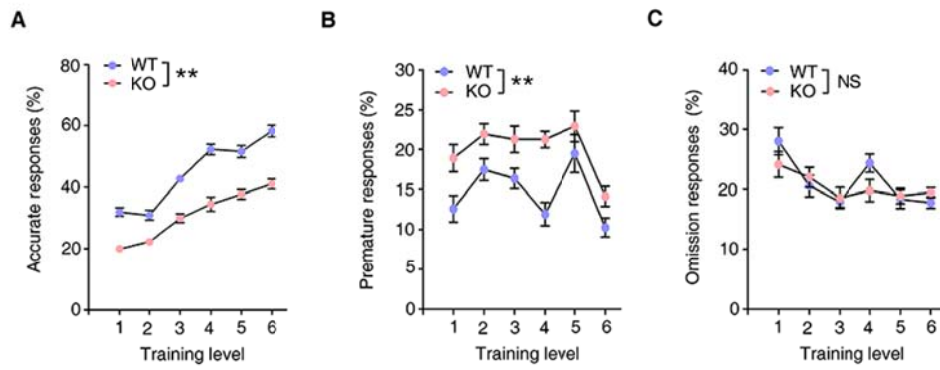 A
Accurate responses (%)
80
60
40
20
0
WT
KO
**
1 2 3 4 5 6
Training level
B
Premature responses (%)
30
25
20
15
10
5
0
WT
KO
**
1 2 3 4 5 6
Training level
C
Omission responses (%)
40
30
20
10
0
WT
KO
NS
1 2 3 4 5 6
Training level